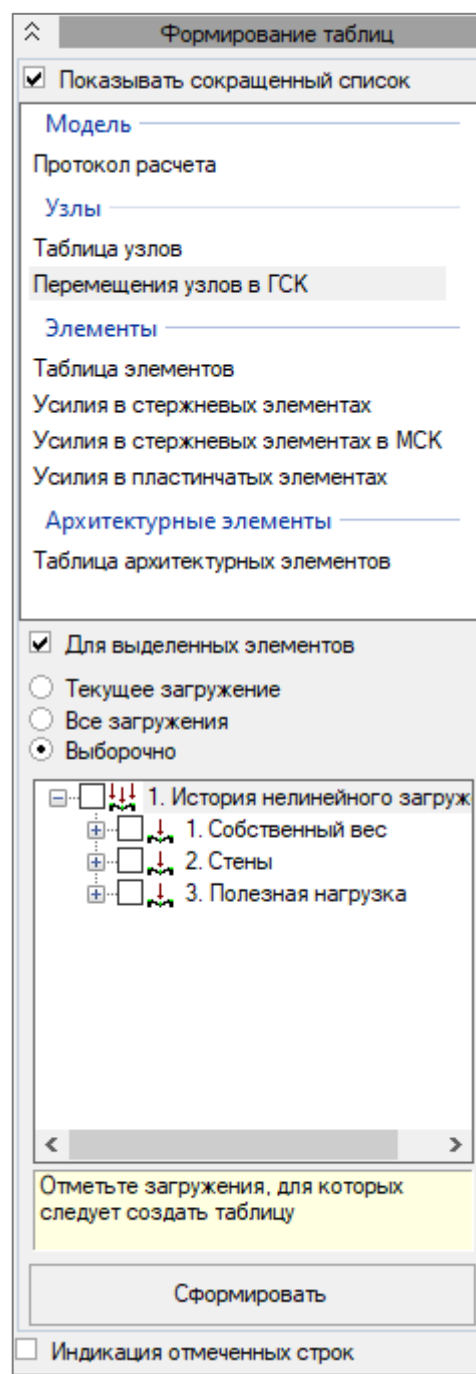 Формирование таблиц
Показывать сокращенный список
Модель
Протокол расчета
Узлы
Таблица узлов
Перемещения узлов в ГСК
Элементы
Таблица элементов
Усилия в стержневых элементах
Усилия в стержневых элементах в МСК
Усилия в пластинчатых элементах
Архитектурные элементы
Таблица архитектурных элементов
Для выделенных элементов
Текущее загружение
Все загружения
Выборочно
1. История нелинейного загруж
1. Собственный вес
2. Стены
3. Полезная нагрузка
Отметьте загружения, для которых
следует создать таблицу
Сформировать
Индикация отмеченных строк